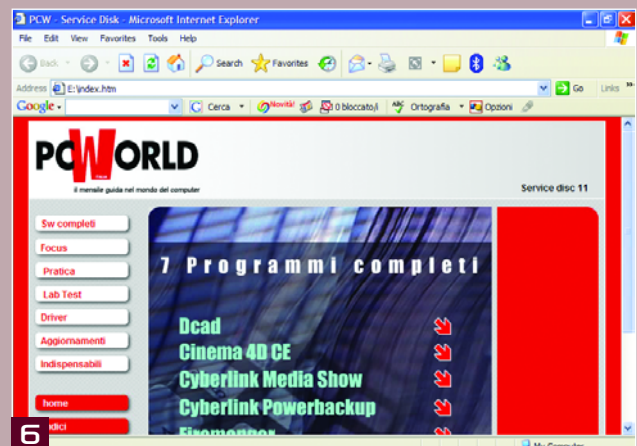 PCW - Service Disk - Microsoft Internet Explorer
File Edit View Favorites Tools Help
Back Search Favorites
Address E:\index.htm Go Links
Google Cerca Novità! 0 bloccato/i Ortografia Opzioni
PC WORLD
ITALIA
il mensile guida nel mondo del computer
Service disc 11
Sw completi
Focus
Pratica
Lab Test
Driver
Aggiornamenti
Indispensabili
home
7 Programmi completi
Dcad
Cinema 4D CE
Cyberlink Media Show
Cyberlink Powerbackup
6
My Computer